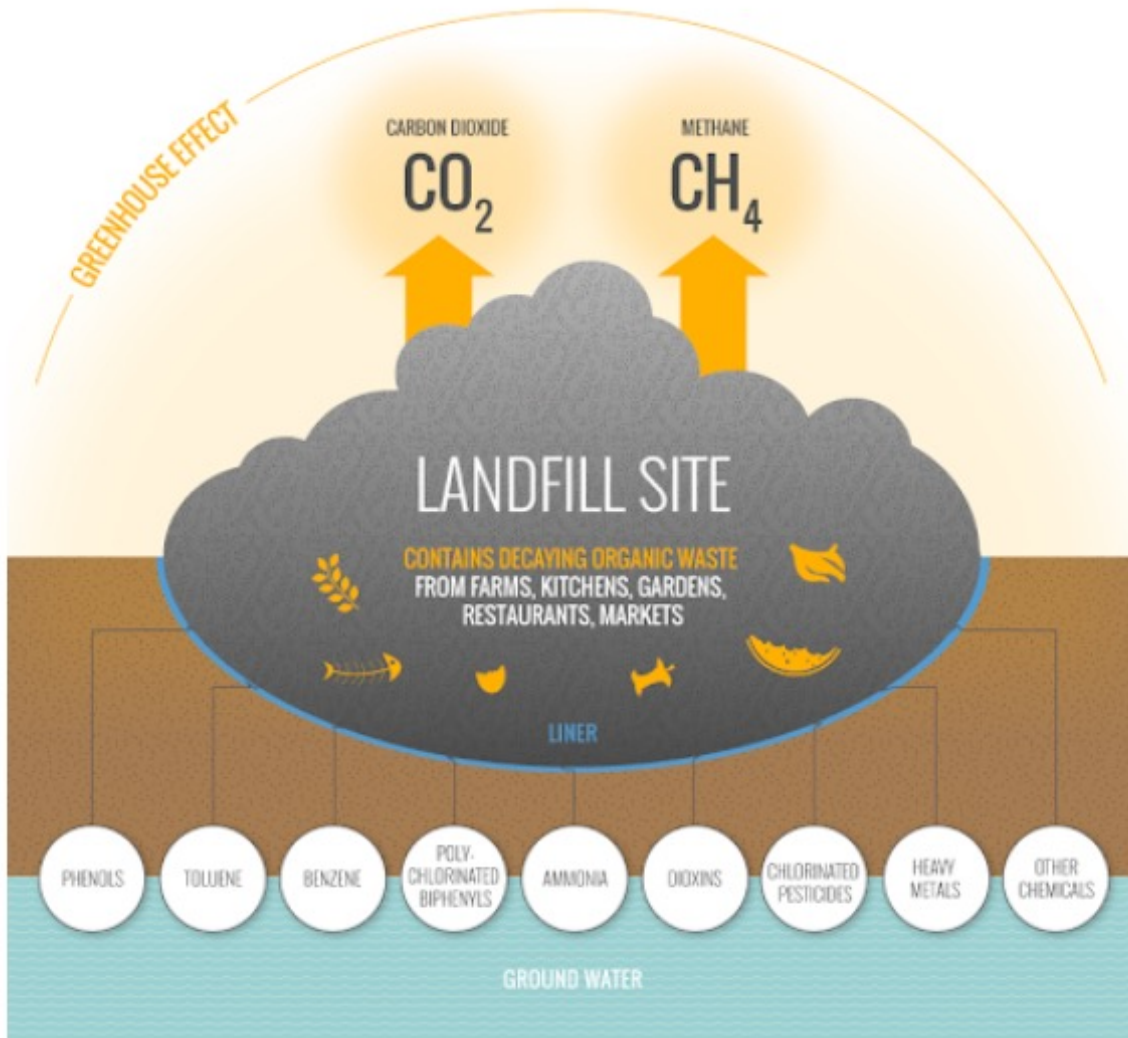 GREENHOUSE EFFECT
CARBON DIOXIDE
CO2
METHANE
CH4
LANDFILL SITE
CONTAINS DECAYING ORGANIC WASTE
FROM FARMS, KITCHENS, GARDENS,
RESTAURANTS, MARKETS
LINER
PHENOLS
TOLUENE
BENZENE
POLY-
CHLORINATED
BIPHENYLS
AMMONIA
DIOXINS
CHLORINATED
PESTICIDES
HEAVY
METALS
OTHER
CHEMICALS
GROUND WATER